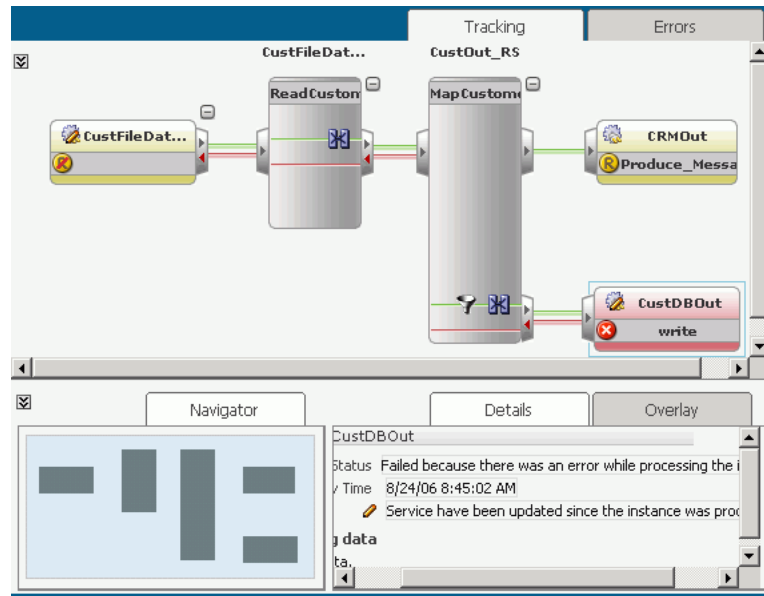 Tracking Errors
CustFileDat... CustOut_RS
ReadCustom MapCustome
CustFileDat... CRMOut
R R Produce_Messa
CustDBOut
write
Navigator Details Overlay
CustDBOut
Status Failed because there was an error while processing the i
y Time 8/24/06 8:45:02 AM
Service have been updated since the instance was proc
g data
ta.